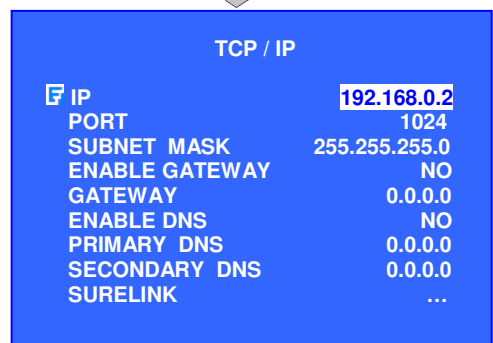 TCP / IP
IP 192.168.0.2
PORT 1024
SUBNET MASK 255.255.255.0
ENABLE GATEWAY NO
GATEWAY 0.0.0.0
ENABLE DNS NO
PRIMARY DNS 0.0.0.0
SECONDARY DNS 0.0.0.0
SURELINK ...